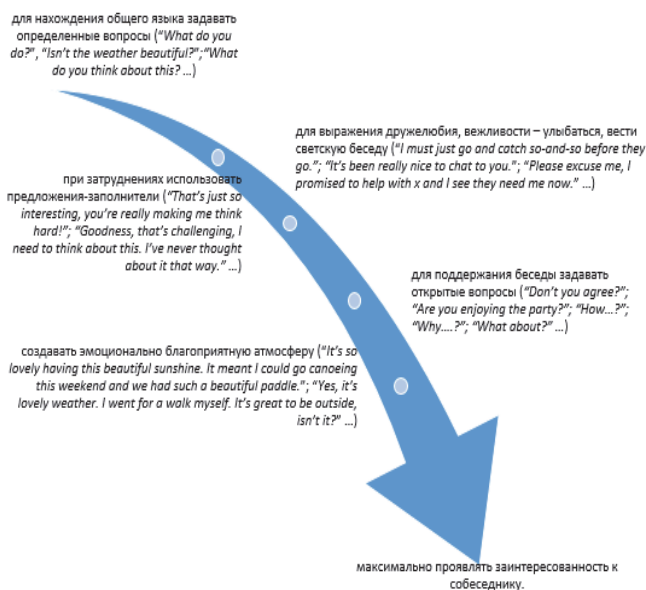 для нахождения общего языка задавать
определенные вопросы (“What do you
do?”, “Isn’t the weather beautiful?”;“What
do you think about this? …)
для выражения дружелюбия, вежливости – улыбаться, вести
светскую беседу (“I must just go and catch so-and-so before they
go.”; “It’s been really nice to chat to you.”; “Please excuse me, I
promised to help with x and I see they need me now.” …)
при затруднениях использовать
предложения-заполнители (“That’s just so
interesting, you’re really making me think
hard!”; “Goodness, that’s challenging, I
need to think about this. I’ve never thought
about it that way.” …)
для поддержания беседы задавать
открытые вопросы (“Don’t you agree?”;
“Are you enjoying the party?”; “How…?”;
“Why….?”; “What about?” …)
создавать эмоционально благоприятную атмосферу (“It’s so
lovely having this beautiful sunshine. It meant I could go canoeing
this weekend and we had such a beautiful paddle.”; “Yes, it’s
lovely weather. I went for a walk myself. It’s great to be outside,
isn’t it?” …)
максимально проявлять заинтересованность к
собеседнику.